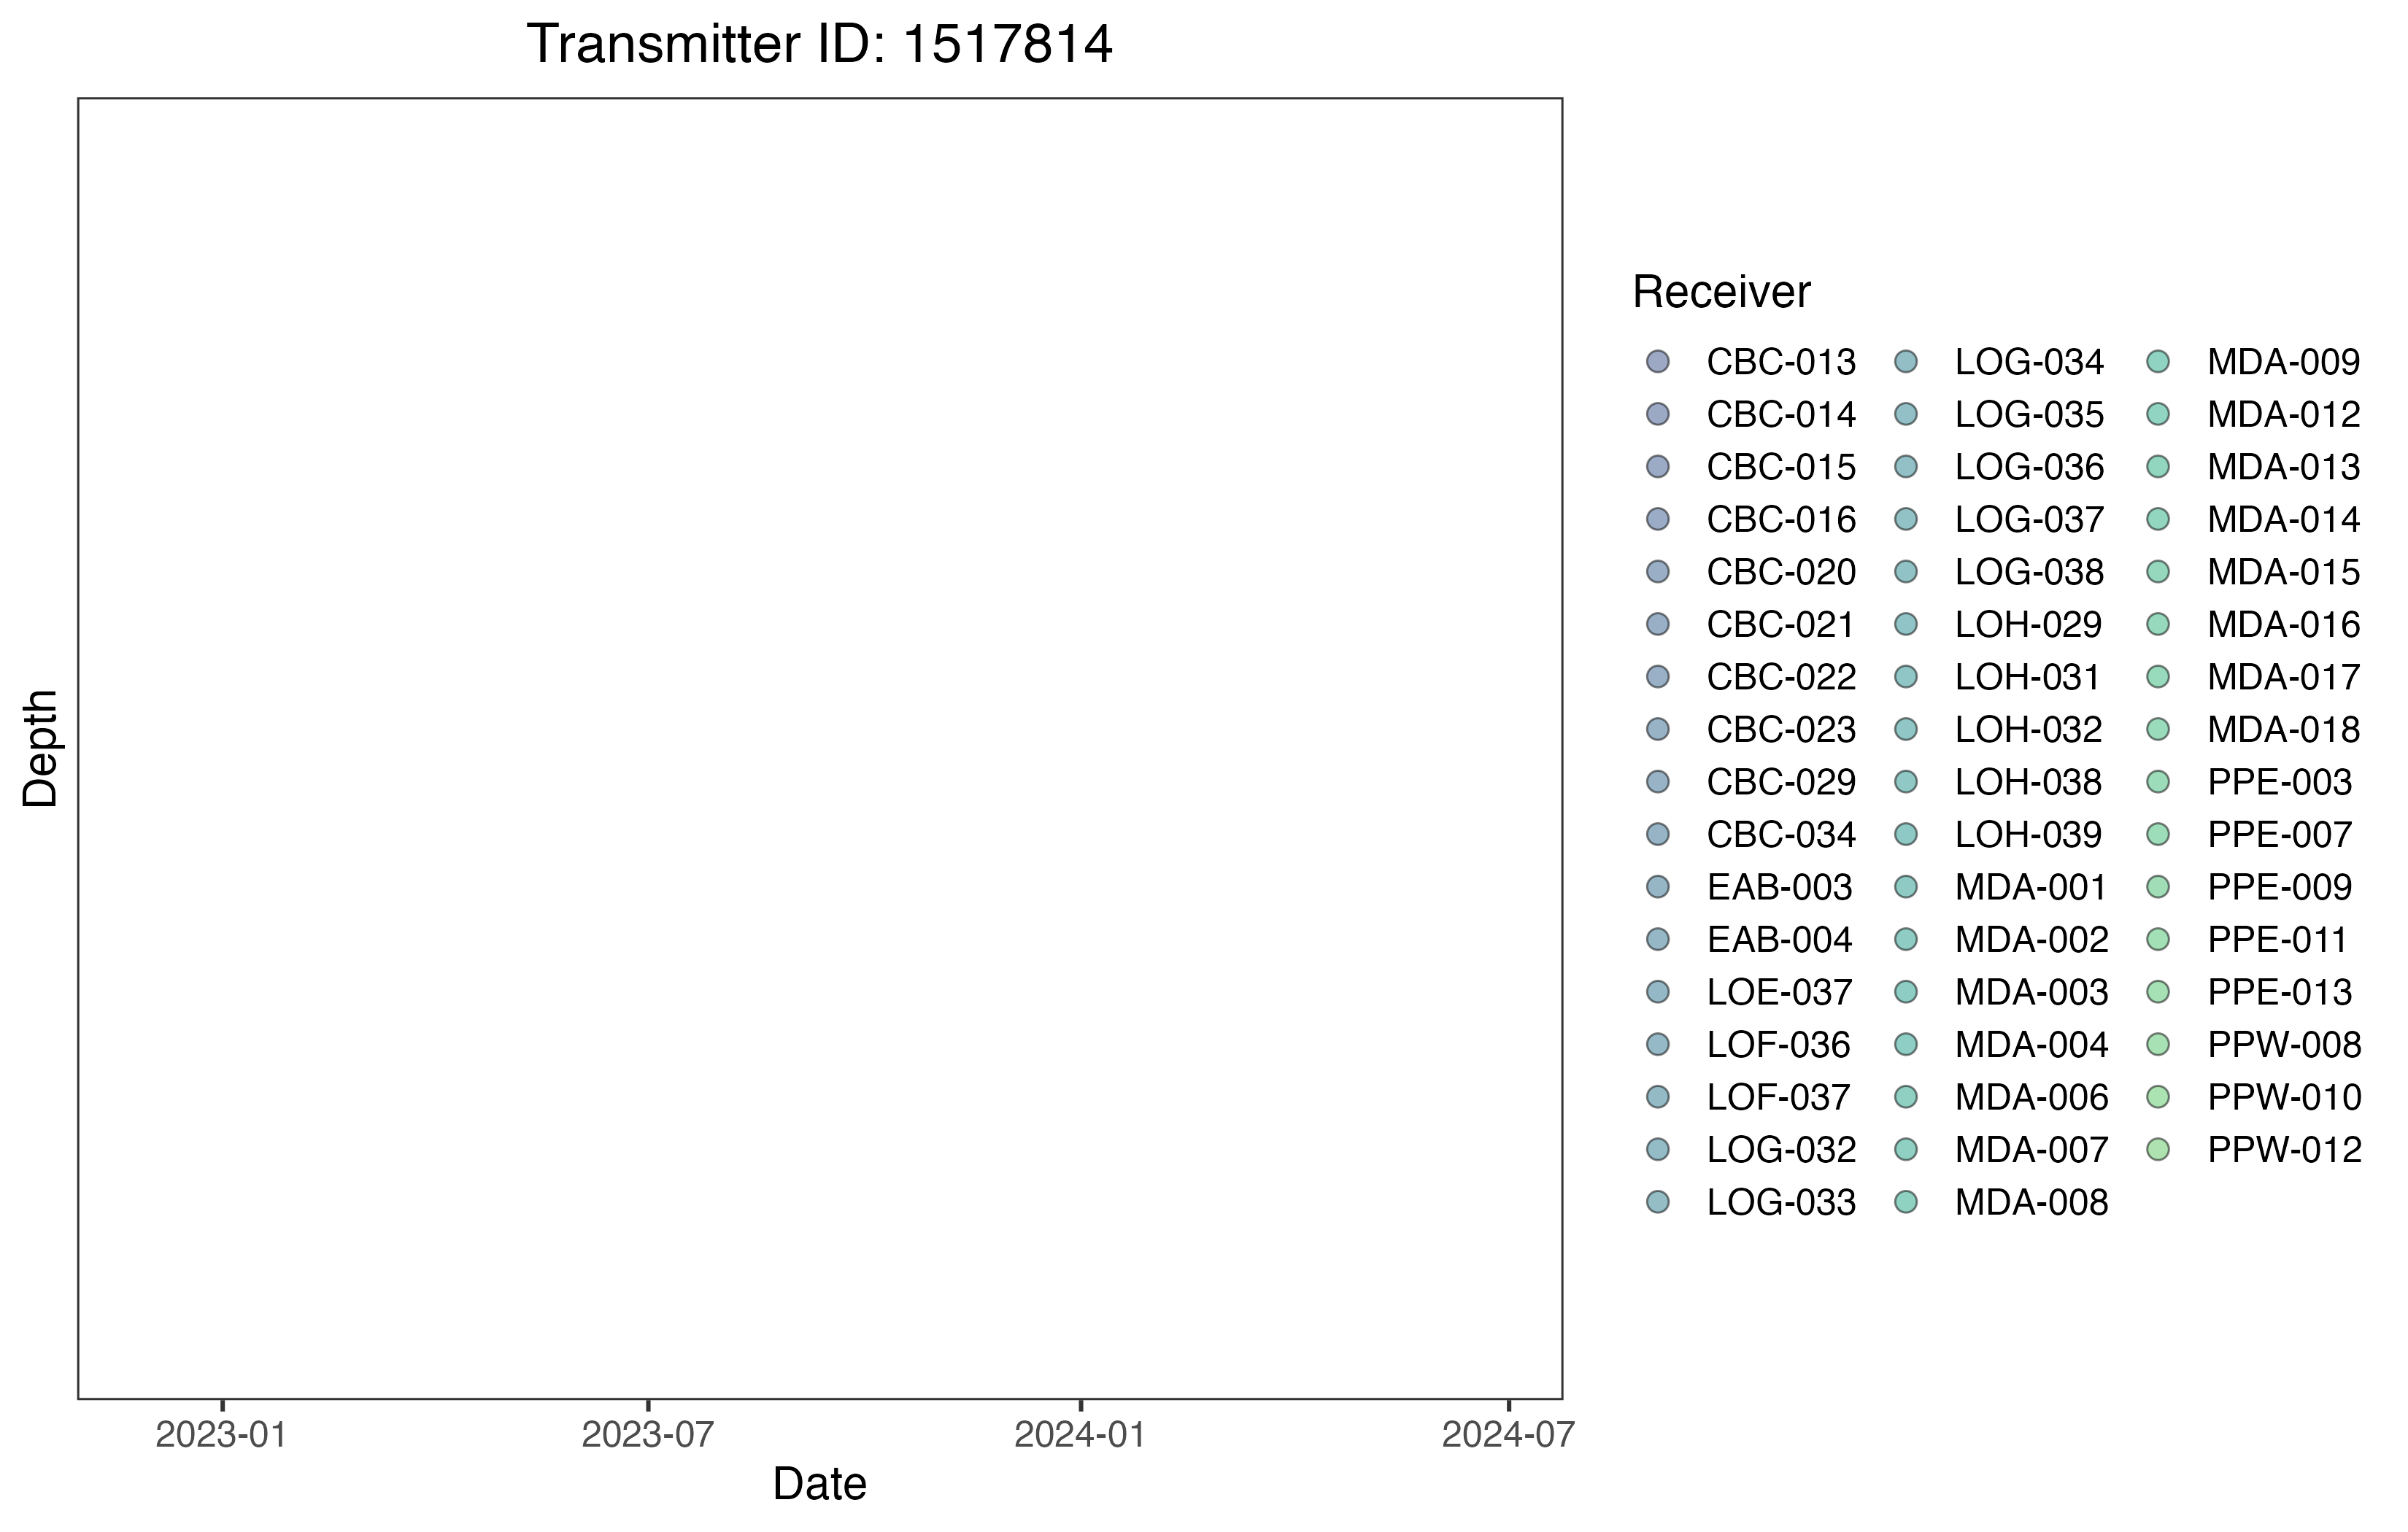 Transmitter ID: 1517814
Depth
2023-01 2023-07 2024-01 2024-07
Date
Receiver
CBC-013 LOG-034 MDA-009
CBC-014 LOG-035 MDA-012
CBC-015 LOG-036 MDA-013
CBC-016 LOG-037 MDA-014
CBC-020 LOG-038 MDA-015
CBC-021 LOH-029 MDA-016
CBC-022 LOH-031 MDA-017
CBC-023 LOH-032 MDA-018
CBC-029 LOH-038 PPE-003
CBC-034 LOH-039 PPE-007
EAB-003 MDA-001 PPE-009
EAB-004 MDA-002 PPE-011
LOE-037 MDA-003 PPE-013
LOF-036 MDA-004 PPW-008
LOF-037 MDA-006 PPW-010
LOG-032 MDA-007 PPW-012
LOG-033 MDA-008